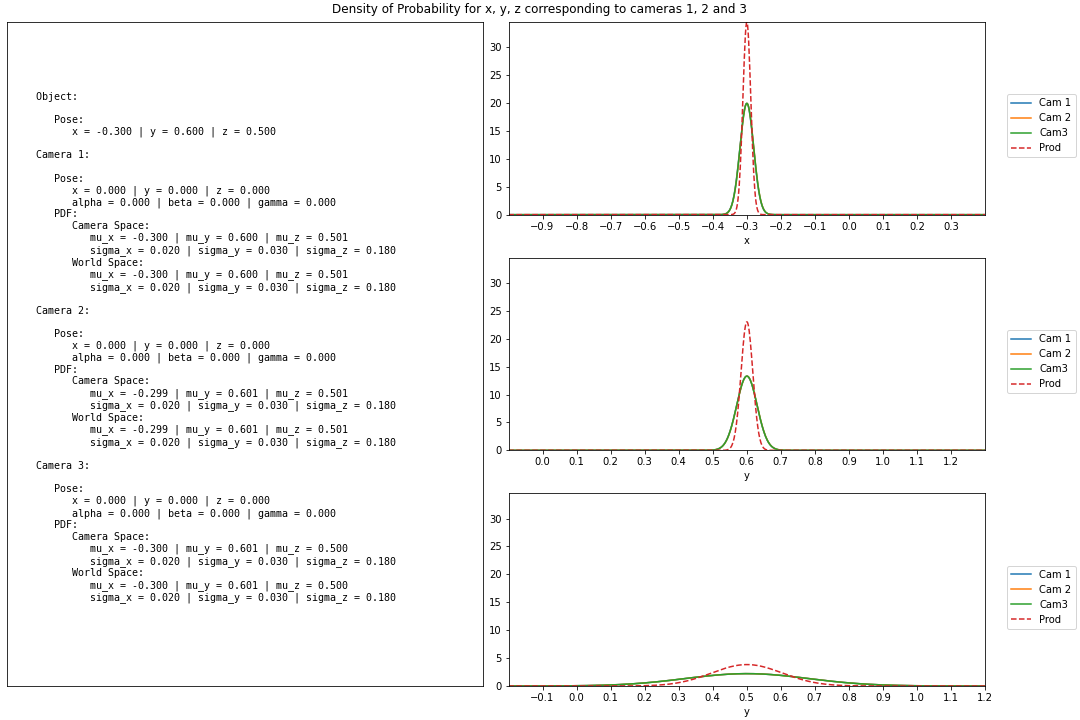 Density of Probability for x, y, z corresponding to cameras 1, 2 and 3
Object:
Pose:
x = -0.300 | y = 0.600 | z = 0.500
Camera 1:
Pose:
x = 0.000 | y = 0.000 | z = 0.000
alpha = 0.000 | beta = 0.000 | gamma = 0.000
PDF:
Camera Space:
mu_x = -0.300 | mu_y = 0.600 | mu_z = 0.501
sigma_x = 0.020 | sigma_y = 0.030 | sigma_z = 0.180
World Space:
mu_x = -0.300 | mu_y = 0.600 | mu_z = 0.501
sigma_x = 0.020 | sigma_y = 0.030 | sigma_z = 0.180
Camera 2:
Pose:
x = 0.000 | y = 0.000 | z = 0.000
alpha = 0.000 | beta = 0.000 | gamma = 0.000
PDF:
Camera Space:
mu_x = -0.299 | mu_y = 0.601 | mu_z = 0.501
sigma_x = 0.020 | sigma_y = 0.030 | sigma_z = 0.180
World Space:
mu_x = -0.299 | mu_y = 0.601 | mu_z = 0.501
sigma_x = 0.020 | sigma_y = 0.030 | sigma_z = 0.180
Camera 3:
Pose:
x = 0.000 | y = 0.000 | z = 0.000
alpha = 0.000 | beta = 0.000 | gamma = 0.000
PDF:
Camera Space:
mu_x = -0.300 | mu_y = 0.601 | mu_z = 0.500
sigma_x = 0.020 | sigma_y = 0.030 | sigma_z = 0.180
World Space:
mu_x = -0.300 | mu_y = 0.601 | mu_z = 0.500
sigma_x = 0.020 | sigma_y = 0.030 | sigma_z = 0.180
30
25
20
15
10
5
0
−0.9 −0.8 −0.7 −0.6 −0.5 −0.4 −0.3 −0.2 −0.1 0.0 0.1 0.2 0.3
x
Cam 1
Cam 2
Cam3
Prod
30
25
20
15
10
5
0
0.0 0.1 0.2 0.3 0.4 0.5 0.6 0.7 0.8 0.9 1.0 1.1 1.2
y
Cam 1
Cam 2
Cam3
Prod
30
25
20
15
10
5
0
−0.1 0.0 0.1 0.2 0.3 0.4 0.5 0.6 0.7 0.8 0.9 1.0 1.1 1.2
y
Cam 1
Cam 2
Cam3
Prod